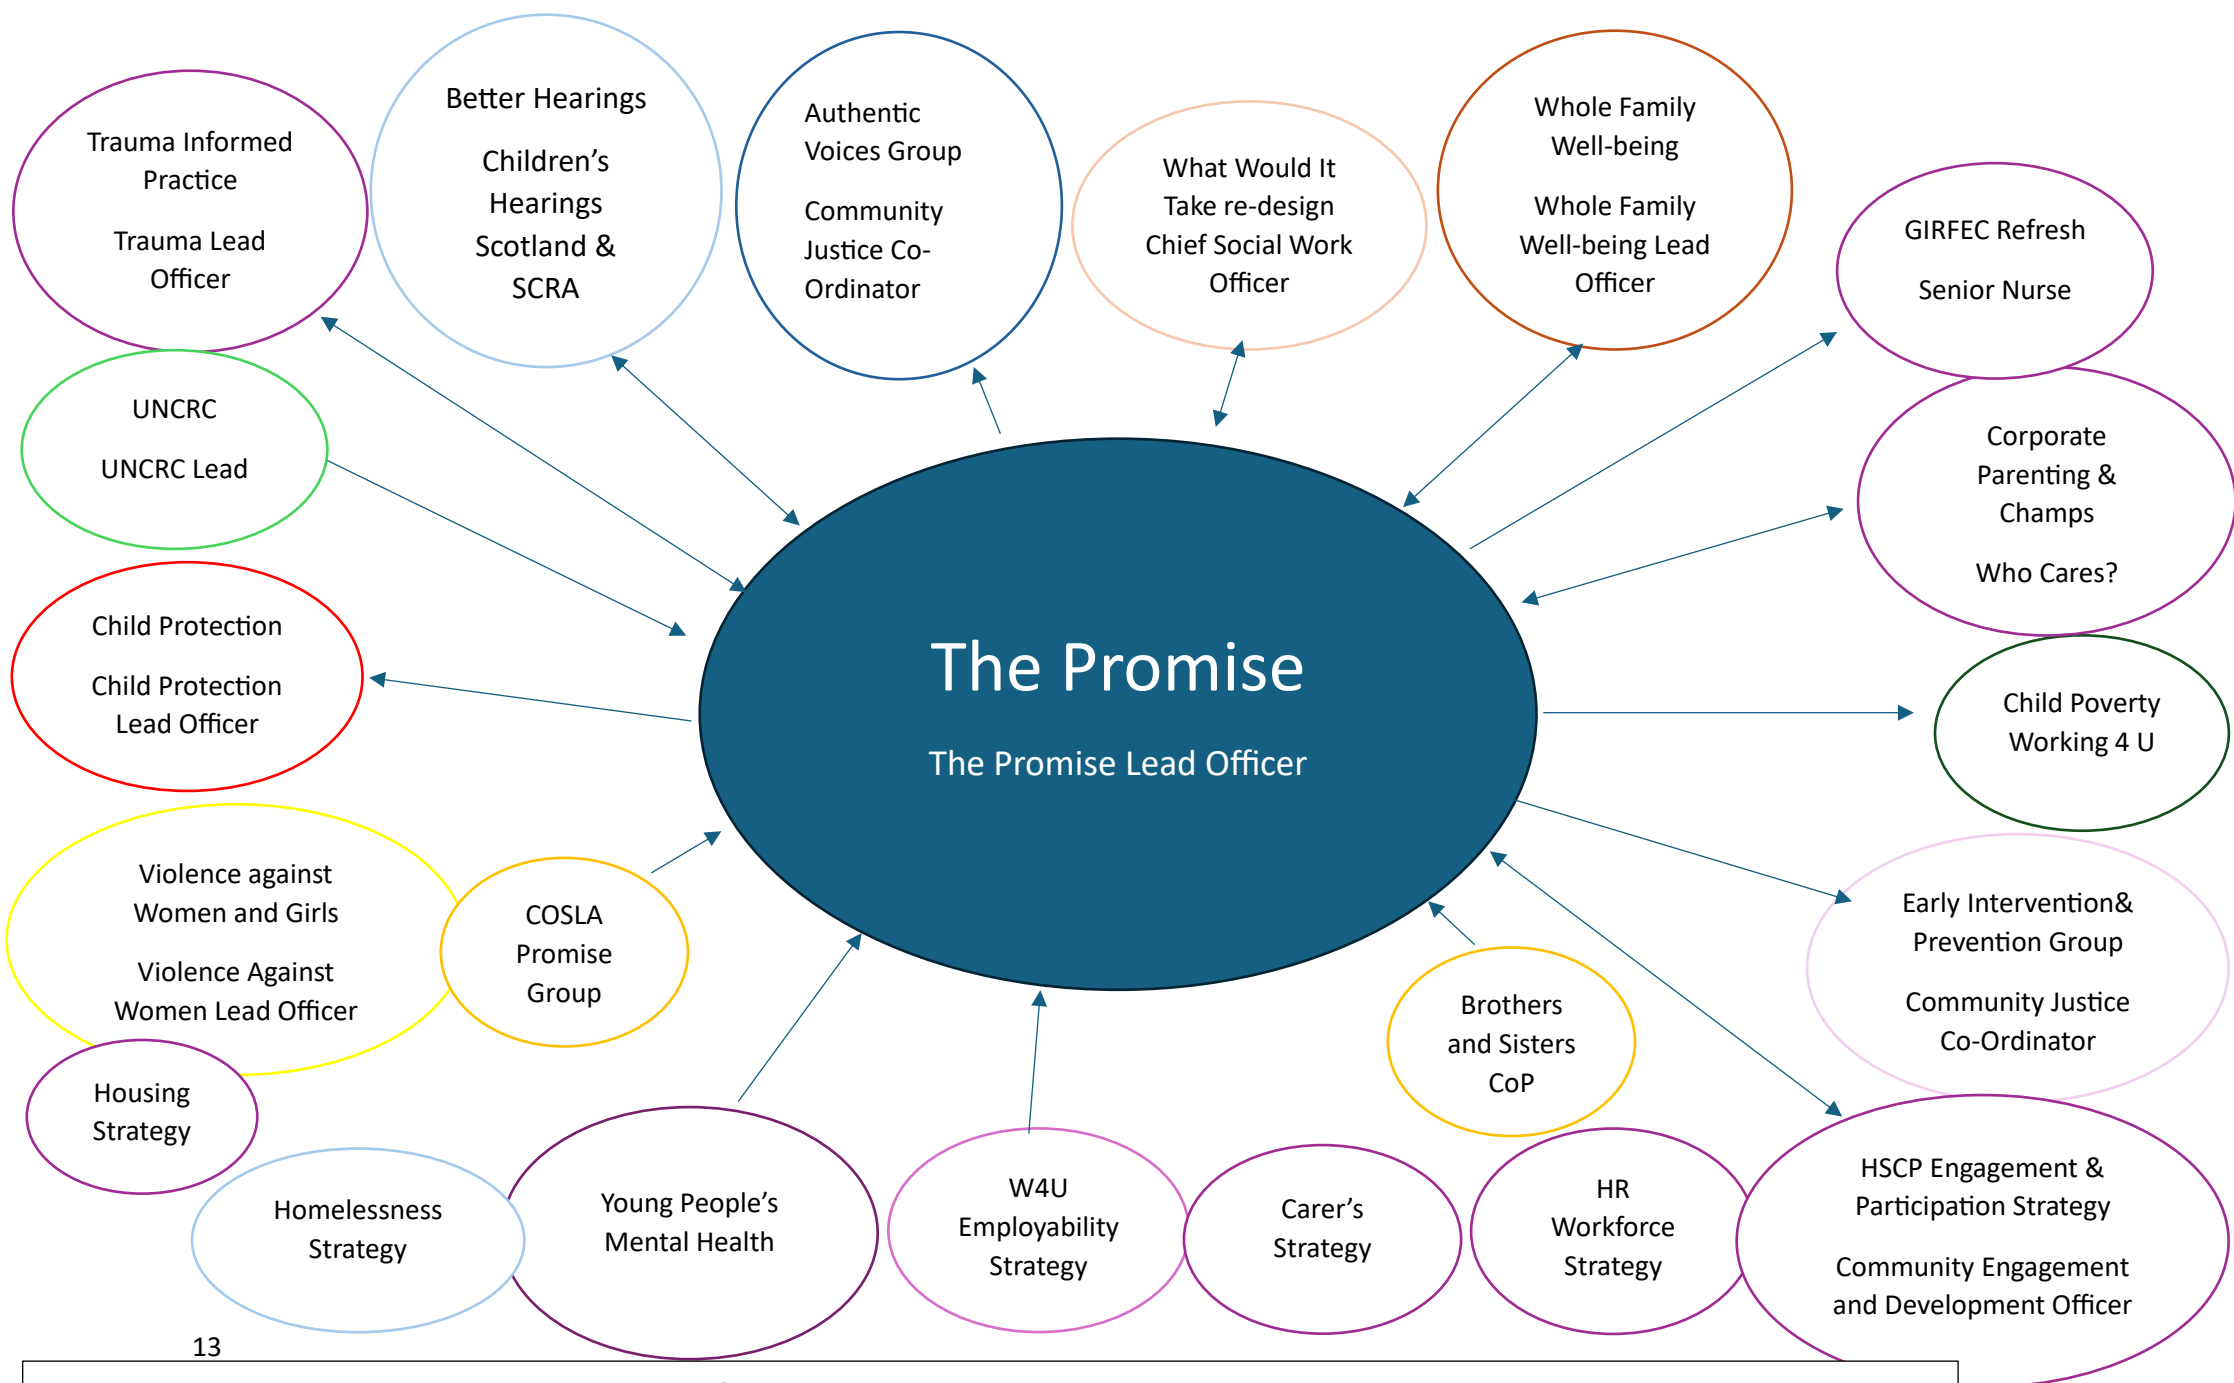 Trauma Informed
Practice
Trauma Lead
Officer
Better Hearings
Children’s
Hearings
Scotland &
SCRA
Authentic
Voices Group
Community
Justice Co-
Ordinator
What Would It
Take re-design
Chief Social Work
Officer
Whole Family
Well-being
Whole Family
Well-being Lead
Officer
GIRFEC Refresh
Senior Nurse
UNCRC
UNCRC Lead
Corporate
Parenting &
Champs
Who Cares?
Child Protection
Child Protection
Lead Officer
The Promise
The Promise Lead Officer
Child Poverty
Working 4 U
Violence against
Women and Girls
Violence Against
Women Lead Officer
COSLA
Promise
Group
Brothers
and Sisters
CoP
Early Intervention&
Prevention Group
Community Justice
Co-Ordinator
Housing
Strategy
Homelessness
Strategy
Young People’s
Mental Health
W4U
Employability
Strategy
Carer’s
Strategy
HR
Workforce
Strategy
HSCP Engagement &
Participation Strategy
Community Engagement
and Development Officer
13